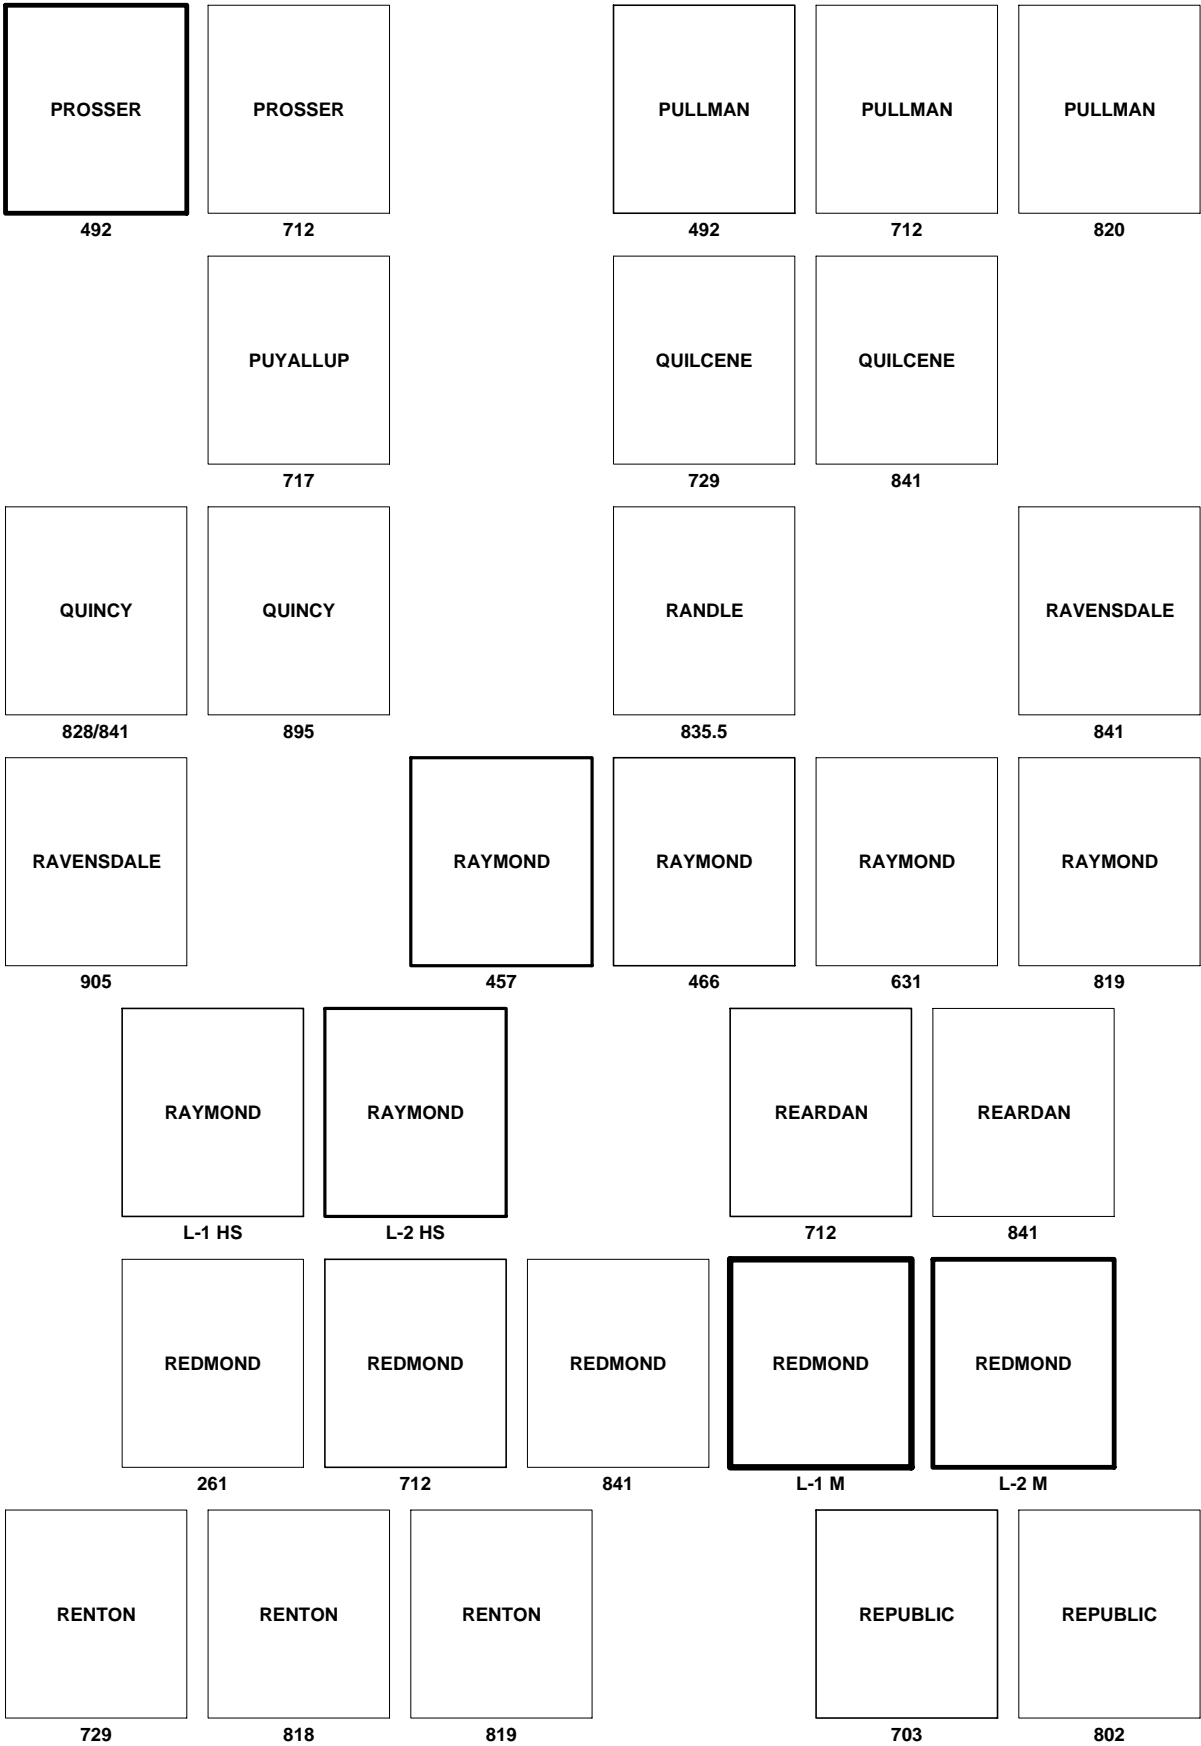 PROSSER PROSSER PULLMAN PULLMAN PULLMAN
492 712 492 712 820
PUYALLUP QUILCENE QUILCENE
717 729 841
QUINCY QUINCY RANDLE RAVENSDALE
828/841 895 835.5 841
RAVENSDALE RAYMOND RAYMOND RAYMOND RAYMOND
905 457 466 631 819
RAYMOND RAYMOND REARDAN REARDAN
L-1 HS L-2 HS 712 841
REDMOND REDMOND REDMOND REDMOND REDMOND
261 712 841 L-1 M L-2 M
RENTON RENTON RENTON REPUBLIC REPUBLIC
729 818 819 703 802